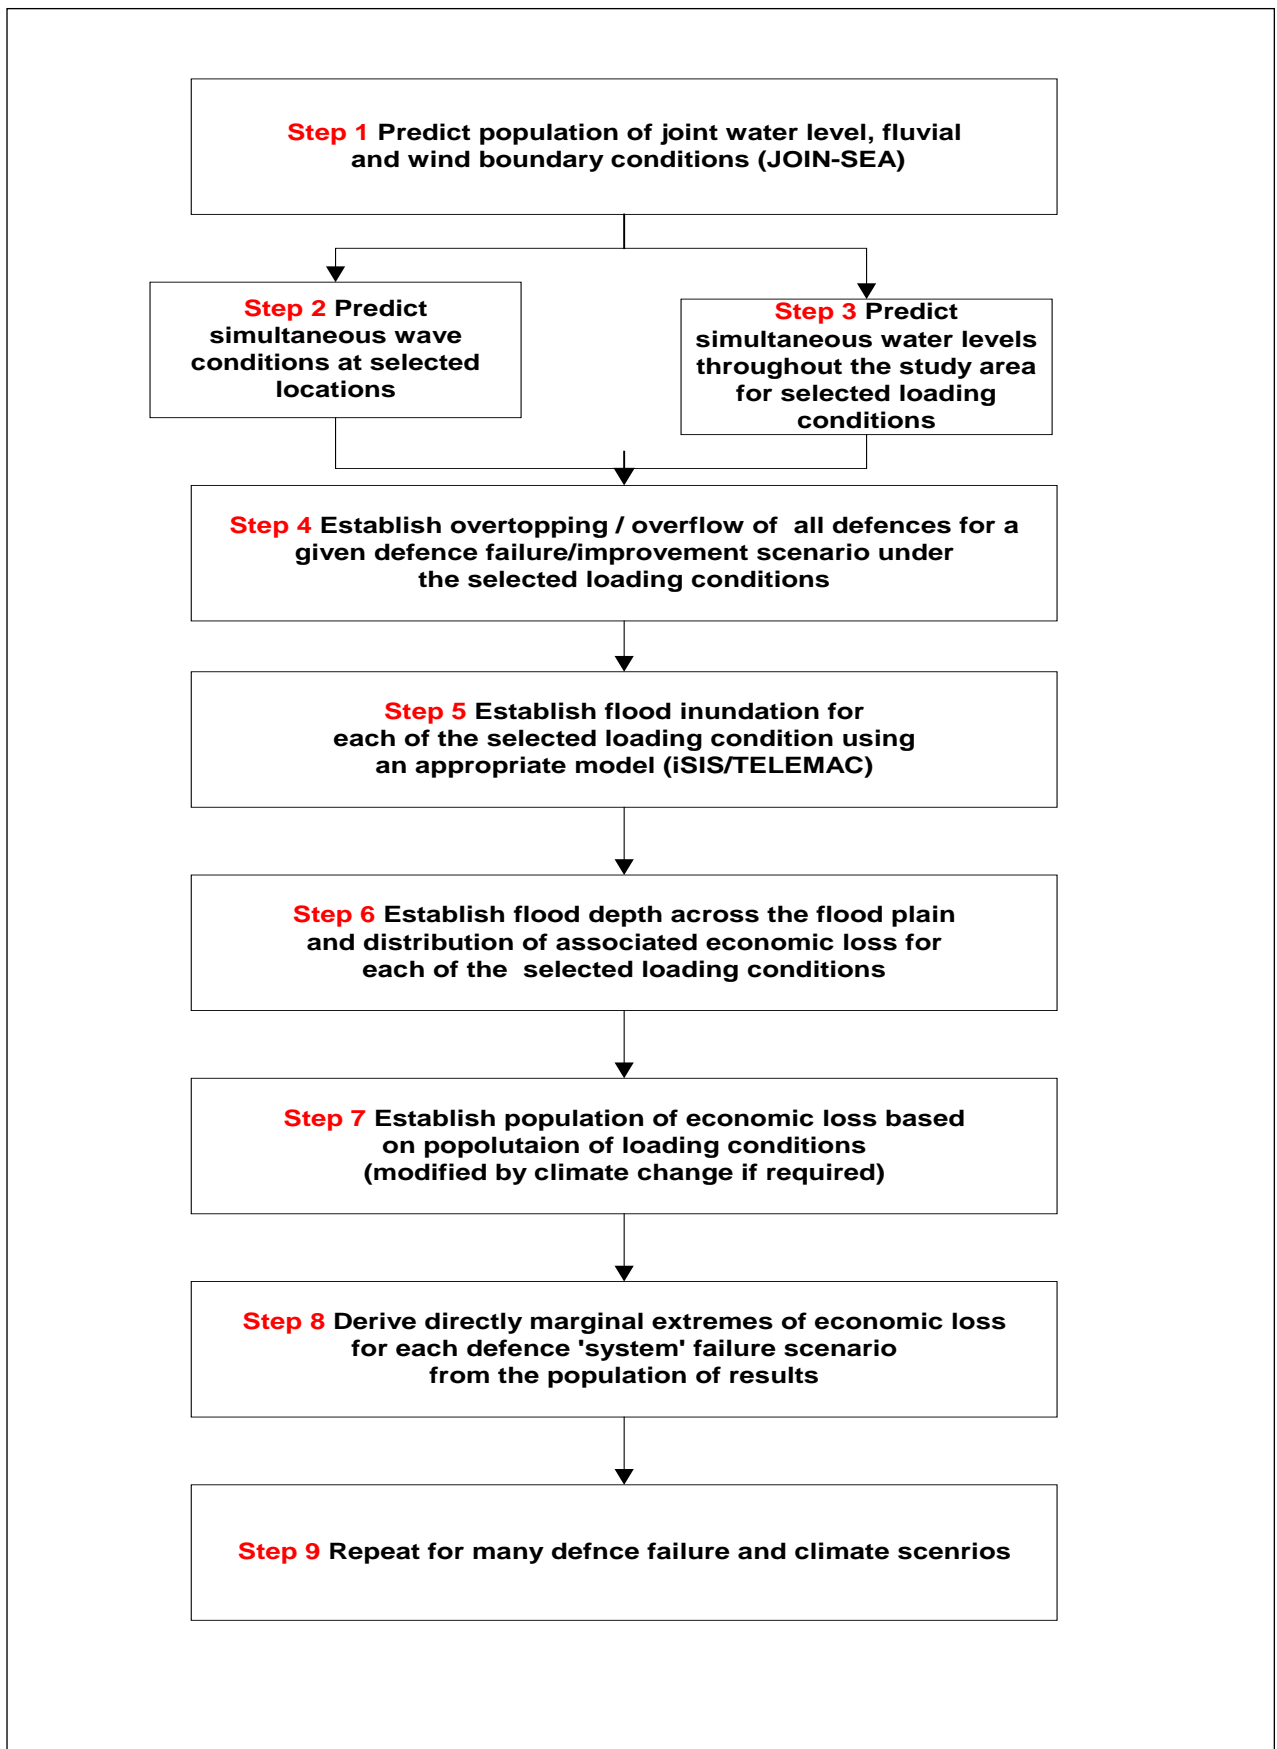 Step 1 Predict population of joint water level, fluvial
and wind boundary conditions (JOIN-SEA)
Step 2 Predict
simultaneous wave
conditions at selected
locations
Step 3 Predict
simultaneous water levels
throughout the study area
for selected loading
conditions
Step 4 Establish overtopping / overflow of all defences for a
given defence failure/improvement scenario under
the selected loading conditions
Step 5 Establish flood inundation for
each of the selected loading condition using
an appropriate model (iSIS/TELEMAC)
Step 6 Establish flood depth across the flood plain
and distribution of associated economic loss for
each of the selected loading conditions
Step 7 Establish population of economic loss based
on popolutaion of loading conditions
(modified by climate change if required)
Step 8 Derive directly marginal extremes of economic loss
for each defence 'system' failure scenario
from the population of results
Step 9 Repeat for many defnce failure and climate scenrios